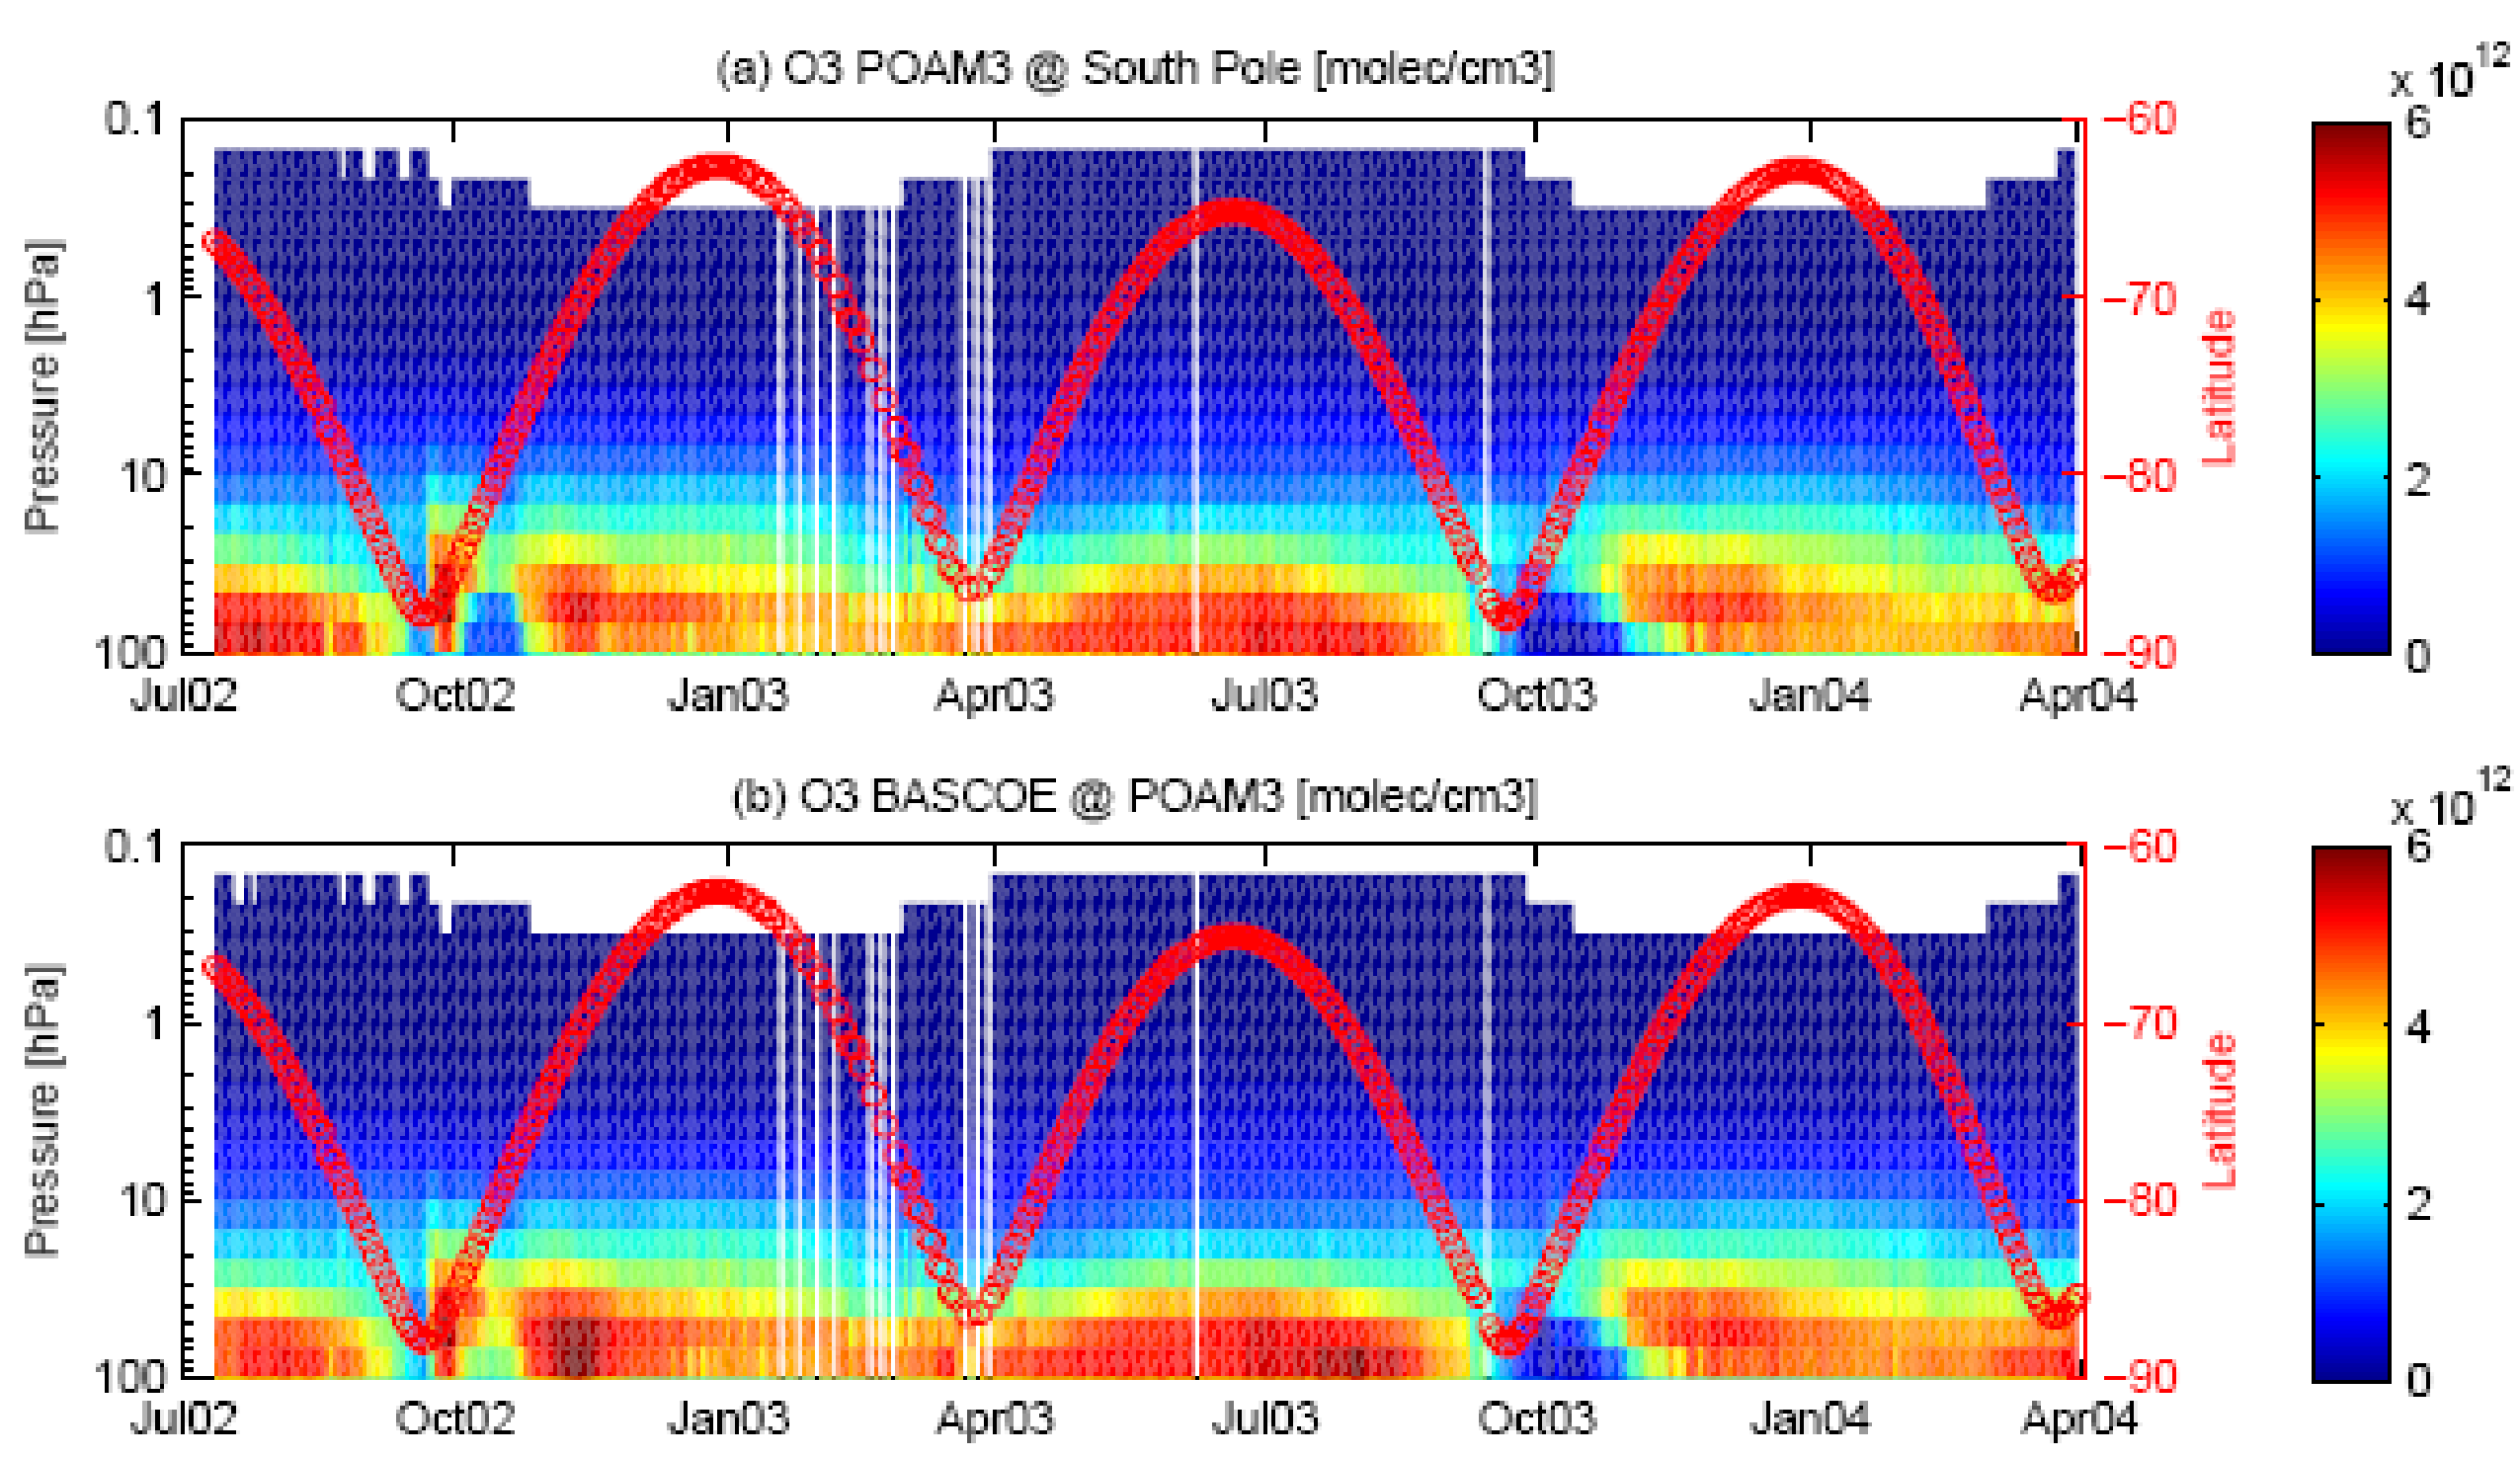 (a) O3 POAM3 @ South Pole [molec/cm3]
x 10^12
Pressure [hPa]
0.1
1
10
100
Jul02 Oct02 Jan03 Apr03 Jul03 Oct03 Jan04 Apr04
−60
−70
−80
−90
Latitude
6
4
2
0
(b) O3 BASCOE @ POAM3 [molec/cm3]
x 10^12
Pressure [hPa]
0.1
1
10
100
Jul02 Oct02 Jan03 Apr03 Jul03 Oct03 Jan04 Apr04
−60
−70
−80
−90
Latitude
6
4
2
0